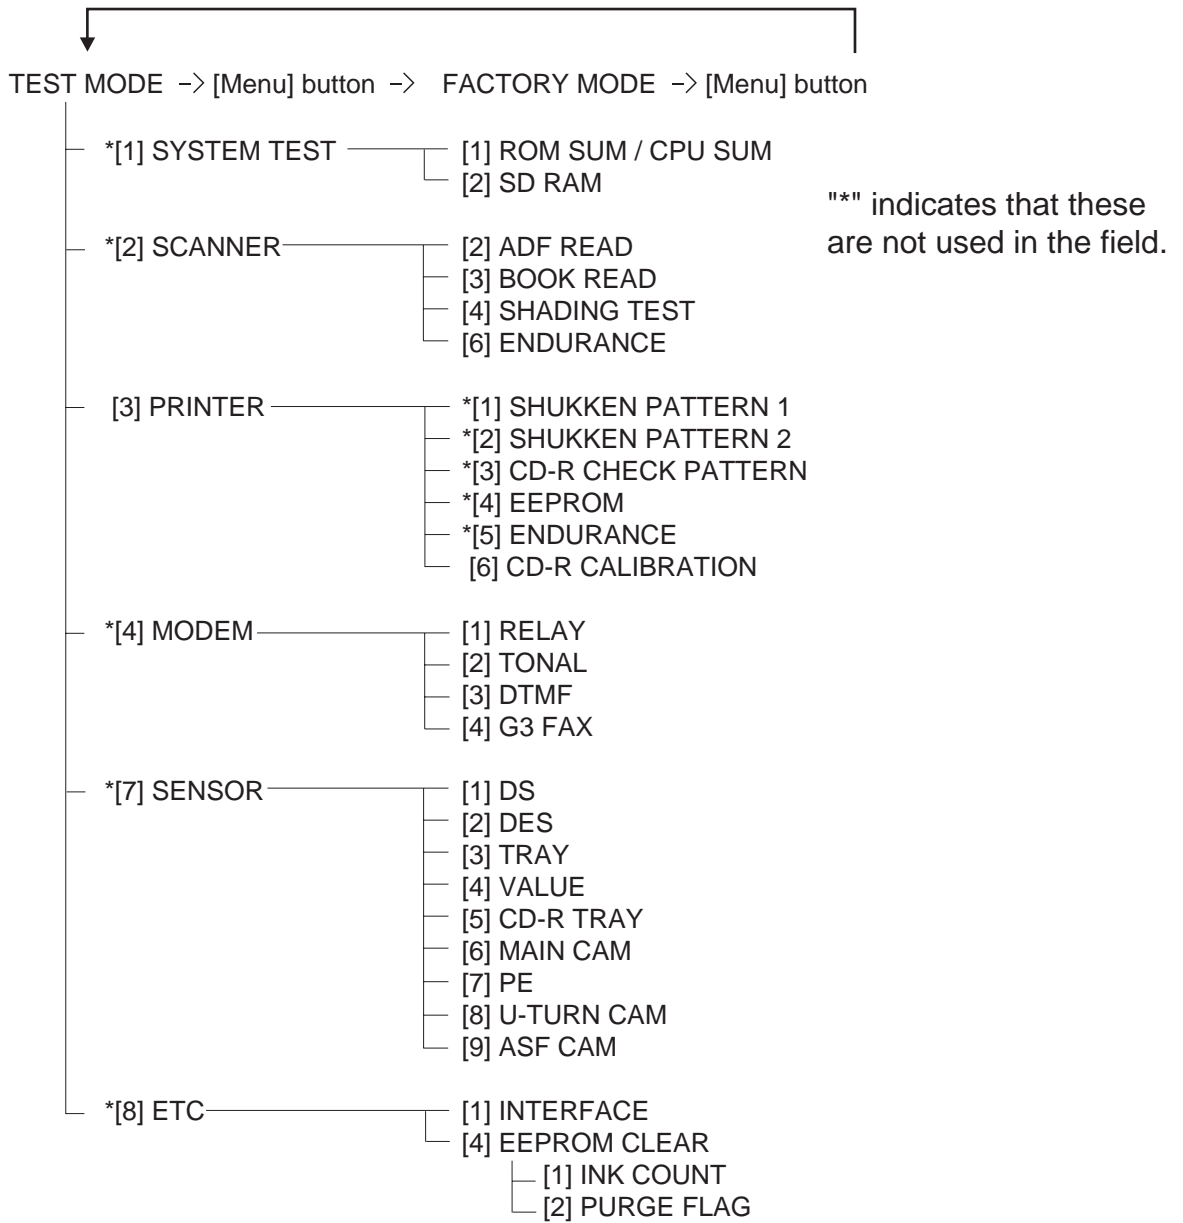 TEST MODE -> [Menu] button -> FACTORY MODE -> [Menu] button
*[1] SYSTEM TEST
[1] ROM SUM / CPU SUM
[2] SD RAM
"*" indicates that these
are not used in the field.
*[2] SCANNER
[2] ADF READ
[3] BOOK READ
[4] SHADING TEST
[6] ENDURANCE
[3] PRINTER
*[1] SHUKKEN PATTERN 1
*[2] SHUKKEN PATTERN 2
*[3] CD-R CHECK PATTERN
*[4] EEPROM
*[5] ENDURANCE
[6] CD-R CALIBRATION
*[4] MODEM
[1] RELAY
[2] TONAL
[3] DTMF
[4] G3 FAX
*[7] SENSOR
[1] DS
[2] DES
[3] TRAY
[4] VALUE
[5] CD-R TRAY
[6] MAIN CAM
[7] PE
[8] U-TURN CAM
[9] ASF CAM
*[8] ETC
[1] INTERFACE
[4] EEPROM CLEAR
[1] INK COUNT
[2] PURGE FLAG